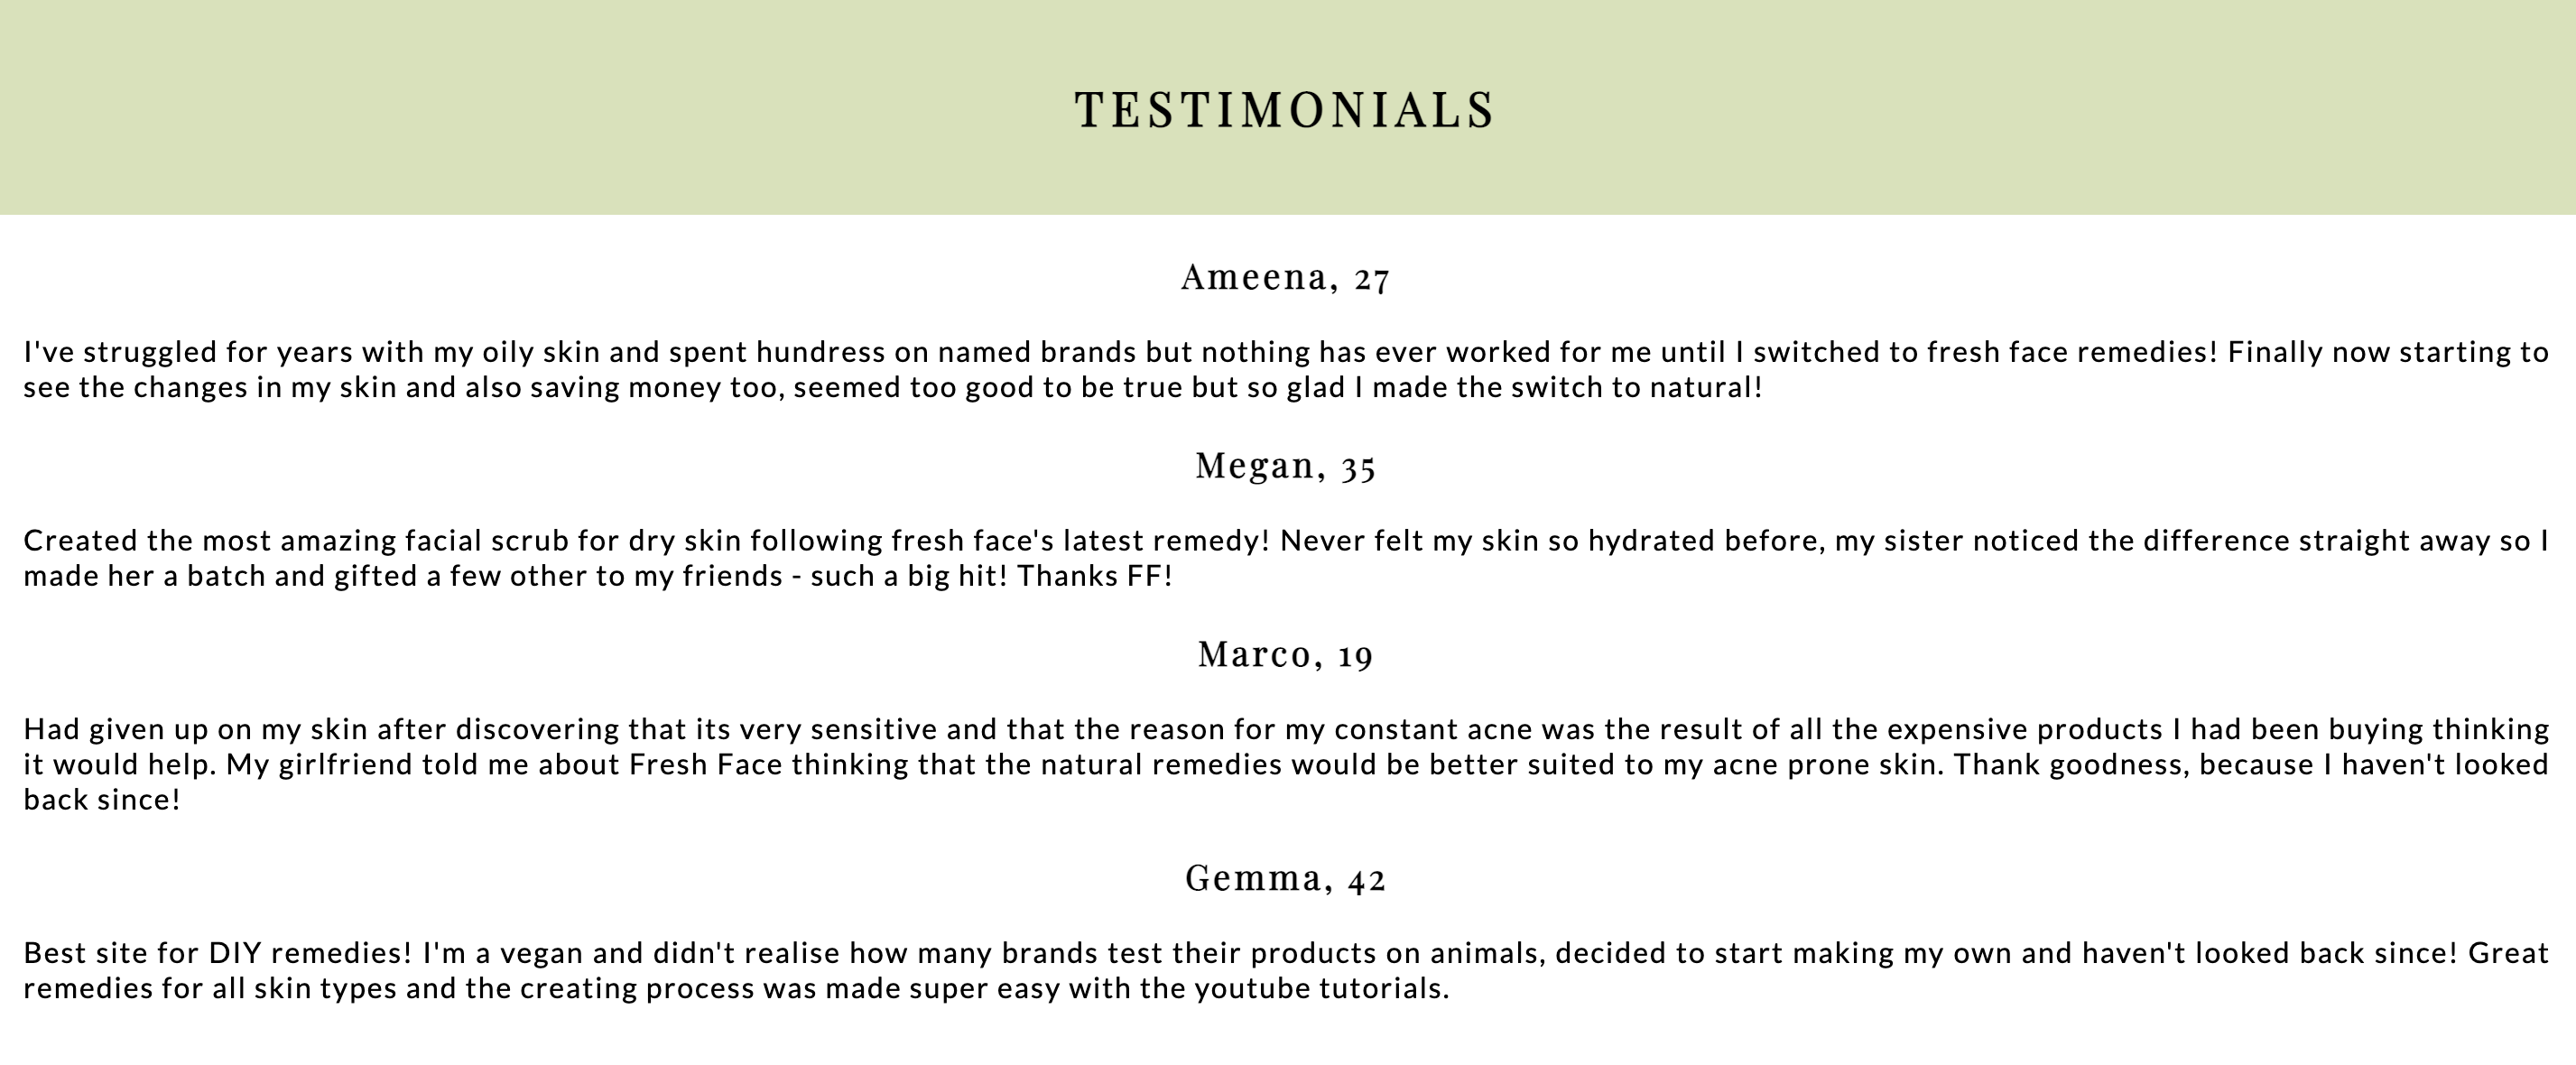 TESTIMONIALS
Ameena, 27
I've struggled for years with my oily skin and spent hundress on named brands but nothing has ever worked for me until I switched to fresh face remedies! Finally now starting to
see the changes in my skin and also saving money too, seemed too good to be true but so glad I made the switch to natural!
Megan, 35
Created the most amazing facial scrub for dry skin following fresh face's latest remedy! Never felt my skin so hydrated before, my sister noticed the difference straight away so I
made her a batch and gifted a few other to my friends - such a big hit! Thanks FF!
Marco, 19
Had given up on my skin after discovering that its very sensitive and that the reason for my constant acne was the result of all the expensive products I had been buying thinking
it would help. My girlfriend told me about Fresh Face thinking that the natural remedies would be better suited to my acne prone skin. Thank goodness, because I haven't looked
back since!
Gemma, 42
Best site for DIY remedies! I'm a vegan and didn't realise how many brands test their products on animals, decided to start making my own and haven't looked back since! Great
remedies for all skin types and the creating process was made super easy with the youtube tutorials.